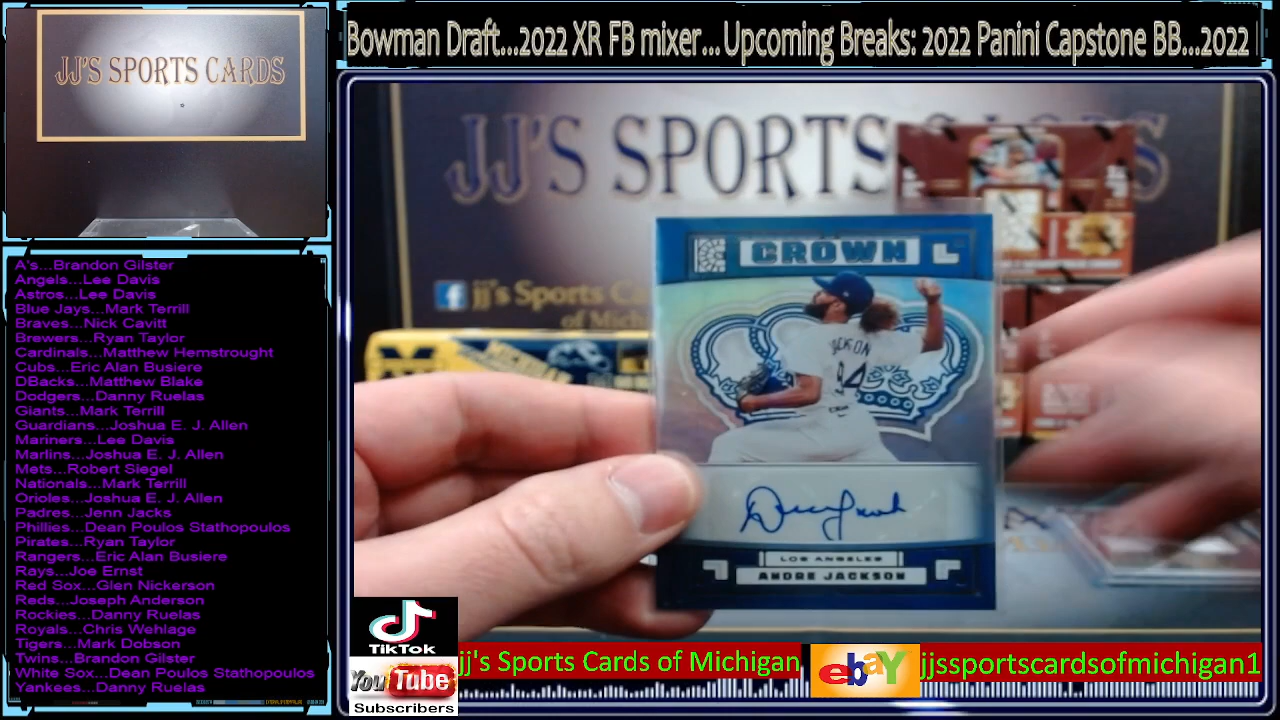 JJ'S SPORTS CARDS
Bowman Draft...2022 XR FB mixer...Upcoming Breaks: 2022 Panini Capstone BB...2022
A's...Brandon Gilster
Angels...Lee Davis
Astros...Lee Davis
Blue Jays...Mark Terrill
Braves...Nick Cavitt
Brewers...Ryan Taylor
Cardinals...Matthew Hemstrought
Cubs...Eric Alan Busiere
DBacks...Matthew Blake
Dodgers...Danny Ruelas
Giants...Mark Terrill
Guardians...Joshua E. J. Allen
Mariners...Lee Davis
Marlins...Joshua E. J. Allen
Mets...Robert Siegel
Nationals...Mark Terrill
Orioles...Joshua E. J. Allen
Padres...Jenn Jacks
Phillies...Dean Poulos Stathopoulos
Pirates...Ryan Taylor
Rangers...Eric Alan Busiere
Rays...Joe Ernst
Red Sox...Glen Nickerson
Reds...Joseph Anderson
Rockies...Danny Ruelas
Royals...Chris Wehlage
Tigers...Mark Dobson
Twins...Brandon Gilster
White Sox...Dean Poulos Stathopoulos
Yankees...Danny Ruelas
JJ'S SPORTS
f jj's Sports Ca
of Michi
CROWN
JACKSON
94
LOS ANGELES
ANDRE JACKSON
TikTok
YouTube
Subscribers
jj's Sports Cards of Michigan
ebay
jjssportscardsofmichigan1